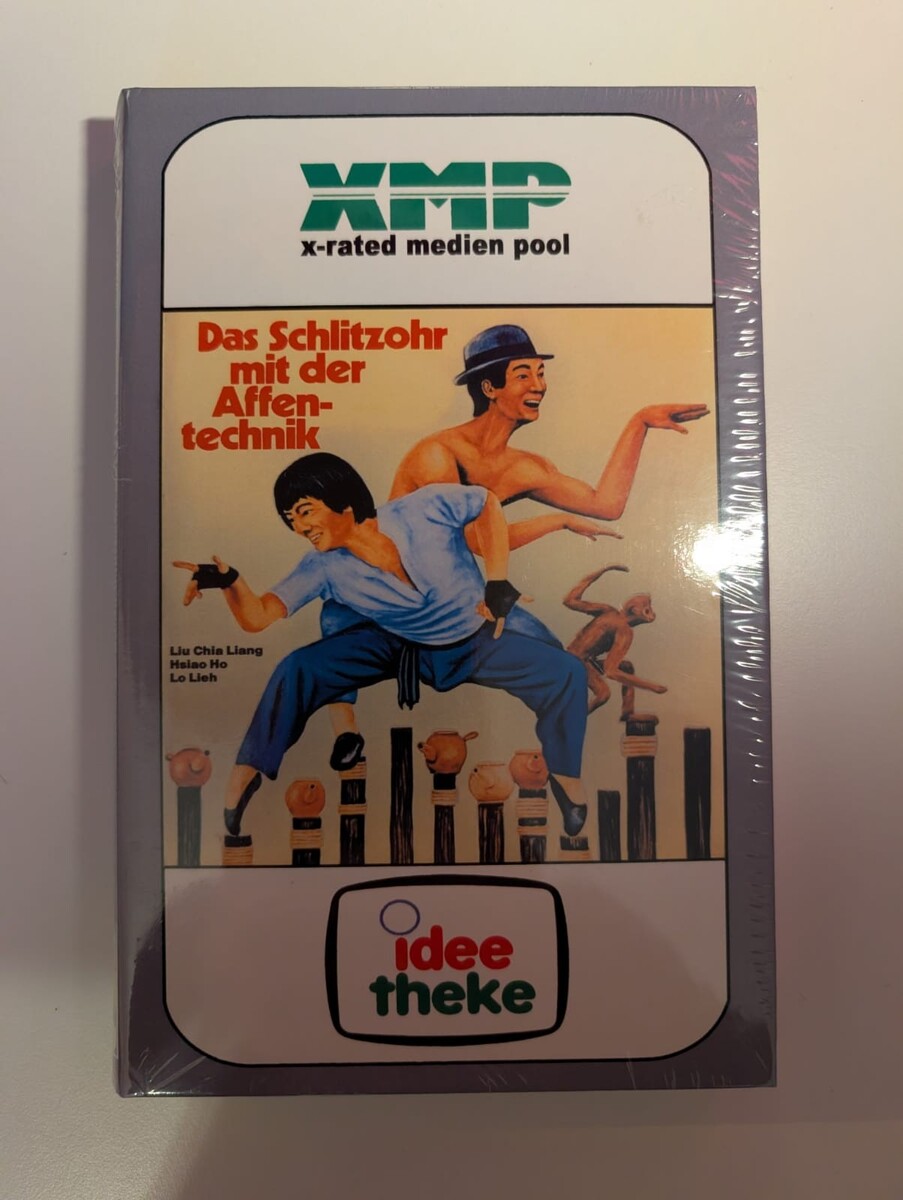 XMP
x-rated medien pool
Das Schlitzohr
mit der
Affen-
technik
Liu Chia Liang
Hsiao Ho
Lo Lieh
idee
theke